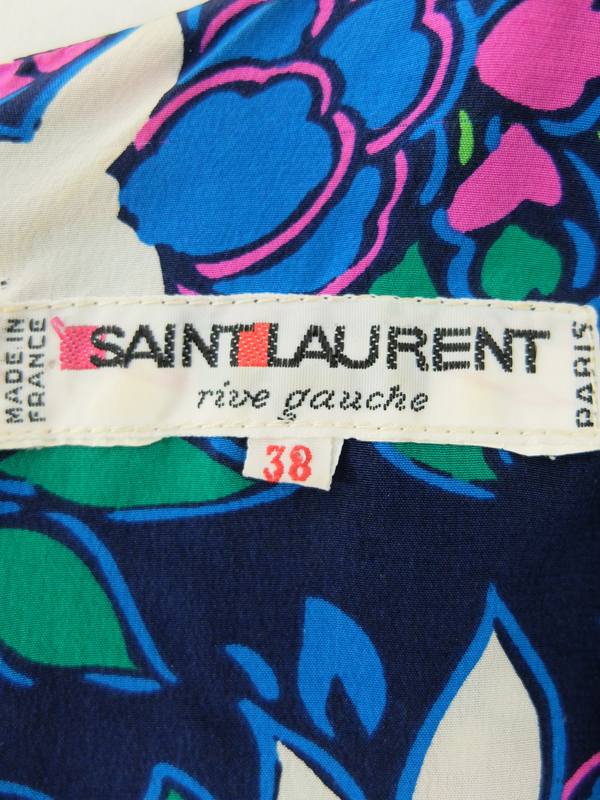 MADE IN
FRANCE
SAINT LAURENT
rive gauche
PARIS
38